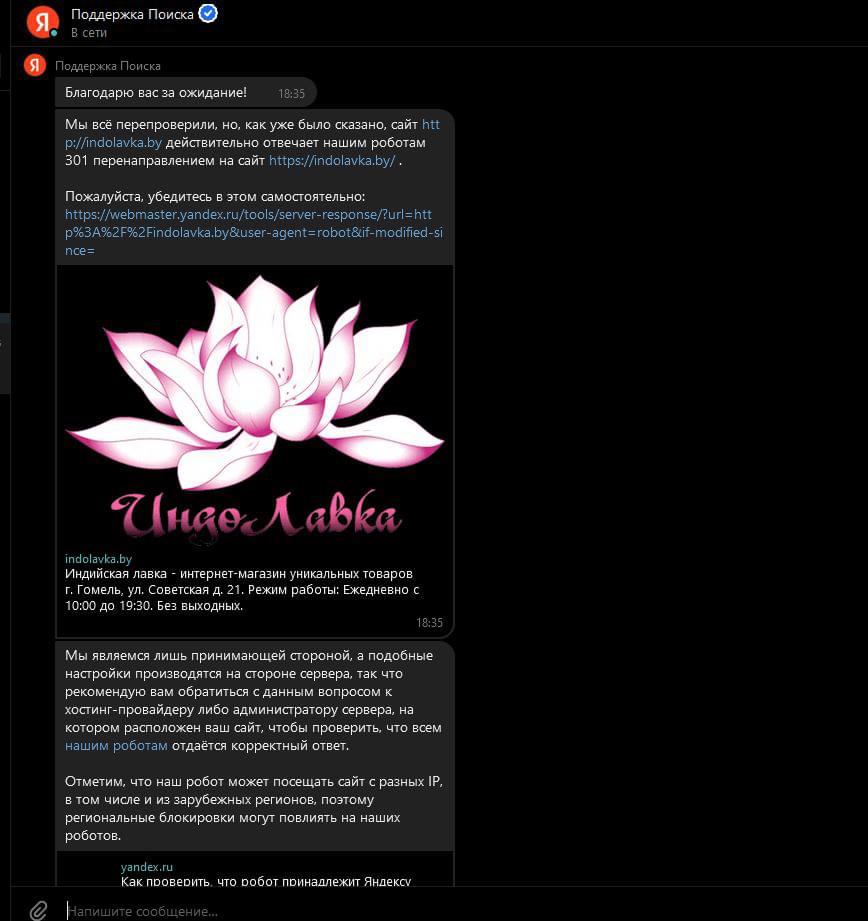 Поддержка Поиска
В сети
Я
Я
Поддержка Поиска
Благодарю вас за ожидание!
18:35
Мы всё перепроверили, но, как уже было сказано, сайт htt
p://indolavka.by действительно отвечает нашим роботам
301 перенаправлением на сайт https://indolavka.by/ .
Пожалуйста, убедитесь в этом самостоятельно:
https://webmaster.yandex.ru/tools/server-response/?url=htt
p%3A%2F%2Findolavka.by&user-agent=robot&if-modified-si
nce=
ИндоЛавка
indolavka.by
Индийская лавка - интернет-магазин уникальных товаров
г. Гомель, ул. Советская д. 21. Режим работы: Ежедневно с
10:00 до 19:30. Без выходных.
18:35
Мы являемся лишь принимающей стороной, а подобные
настройки производятся на стороне сервера, так что
рекомендую вам обратиться с данным вопросом к
хостинг-провайдеру либо администратору сервера, на
котором расположен ваш сайт, чтобы проверить, что всем
нашим роботам отдаётся корректный ответ.
Отметим, что наш робот может посещать сайт с разных IP,
в том числе и из зарубежных регионов, поэтому
региональные блокировки могут повлиять на наших
роботов.
yandex.ru
Как проверить, что робот принадлежит Яндексу
Напишите сообщение...